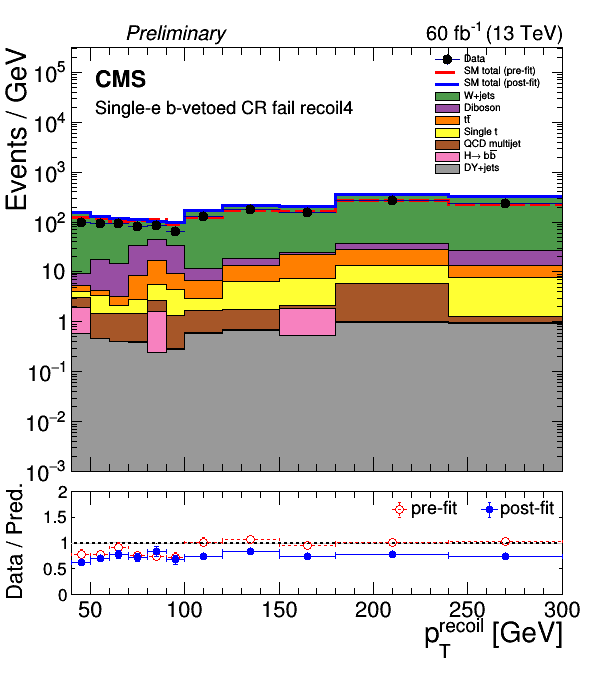 Preliminary 60 fb⁻¹ (13 TeV)
CMS
Single-e b-vetoed CR fail recoil4
Data
SM total (pre-fit)
SM total (post-fit)
W+jets
Diboson
tt̅
Single t
QCD multijet
H→ bb̅
DY+jets
Events / GeV
10⁵
10⁴
10³
10²
10
1
10⁻¹
10⁻²
10⁻³
pre-fit post-fit
Data / Pred.
2
1.5
1
0.5
0
50 100 150 200 250 300
p_T^recoil [GeV]